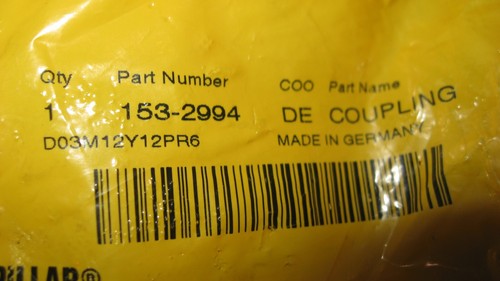 Qty Part Number COO Part Name
1 153-2994 DE COUPLING
D03M12Y12PR6 MADE IN GERMANY